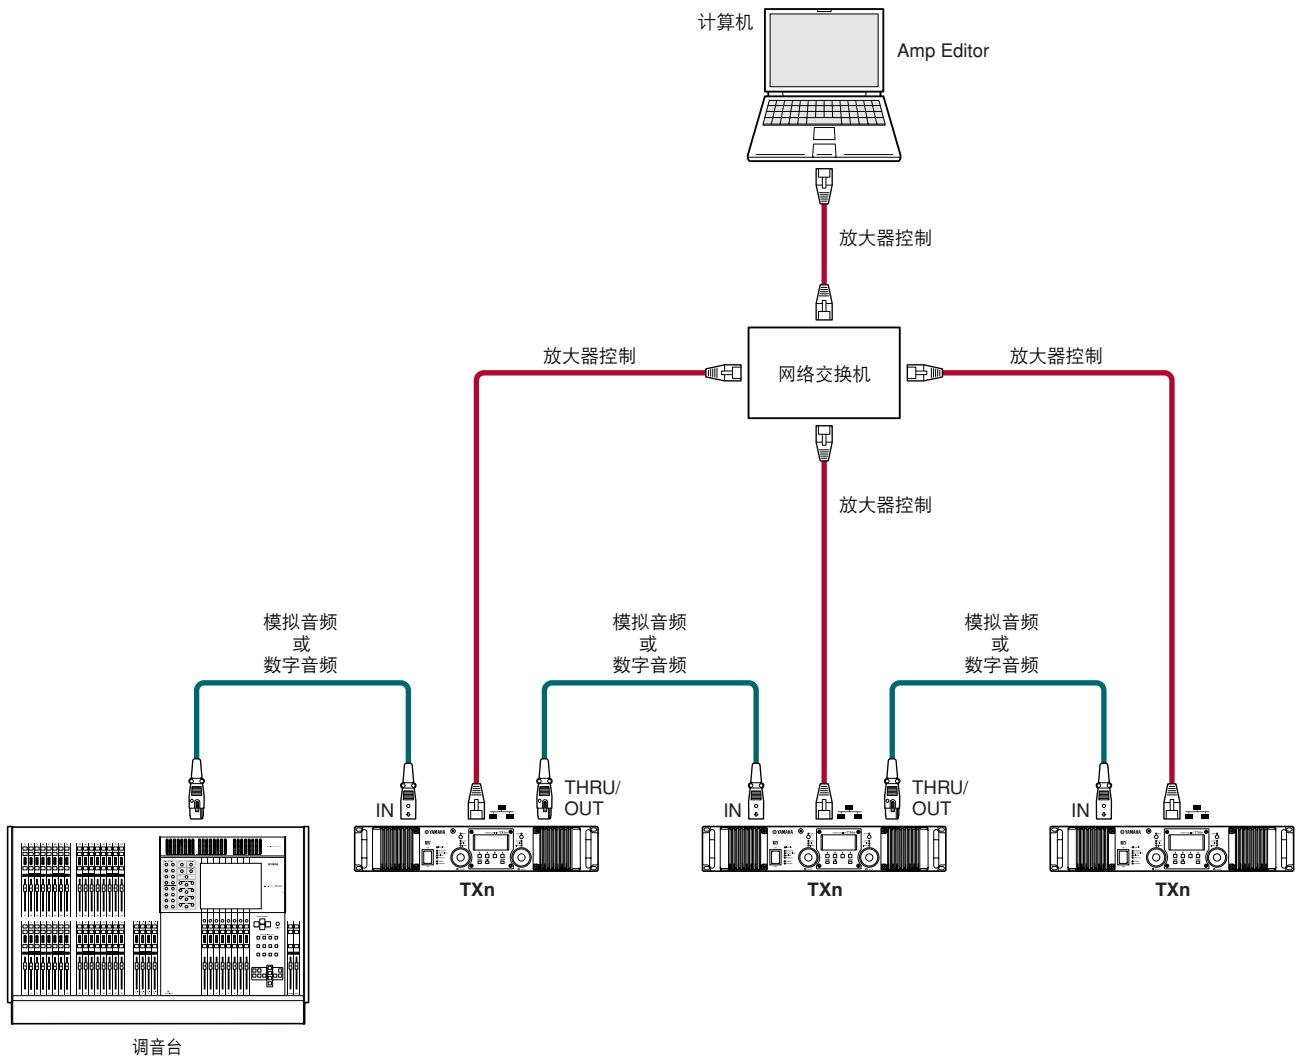 计算机
Amp Editor
放大器控制
放大器控制
网络交换机
放大器控制
放大器控制
模拟音频
或
数字音频
模拟音频
或
数字音频
模拟音频
或
数字音频
IN
THRU/
OUT
IN
THRU/
OUT
IN
YAMAHA
YAMAHA
YAMAHA
TXn
TXn
TXn
调音台